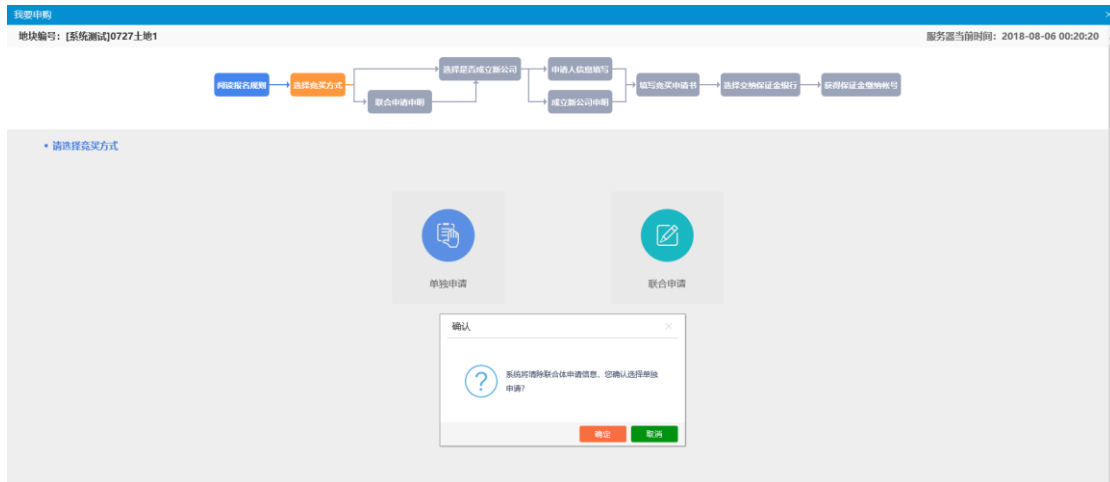 我要申购
地块编号：[系统测试]0727土地1
服务器当前时间：2018-08-06 00:20:20
阅读报名规则
选择竞买方式
选择是否成立新公司
申请人信息填写
联合申请申明
成立新公司申明
填写竞买申请书
选择交纳保证金银行
获得保证金缴纳帐号
• 请选择竞买方式
单独申请
联合申请
确认
系统将清除联合体申请信息，您确认选择单独
申请?
确定
取消